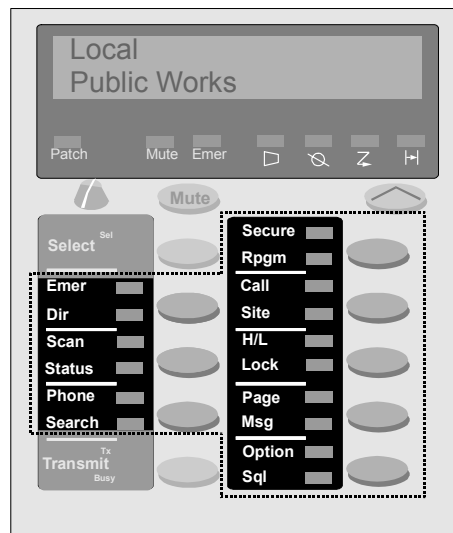 Local
Public Works
Patch
Mute
Emer
Mute
Select
Sel
Emer
Dir
Scan
Status
Phone
Search
Transmit
Tx
Busy
Secure
Rpgm
Call
Site
H/L
Lock
Page
Msg
Option
Sql